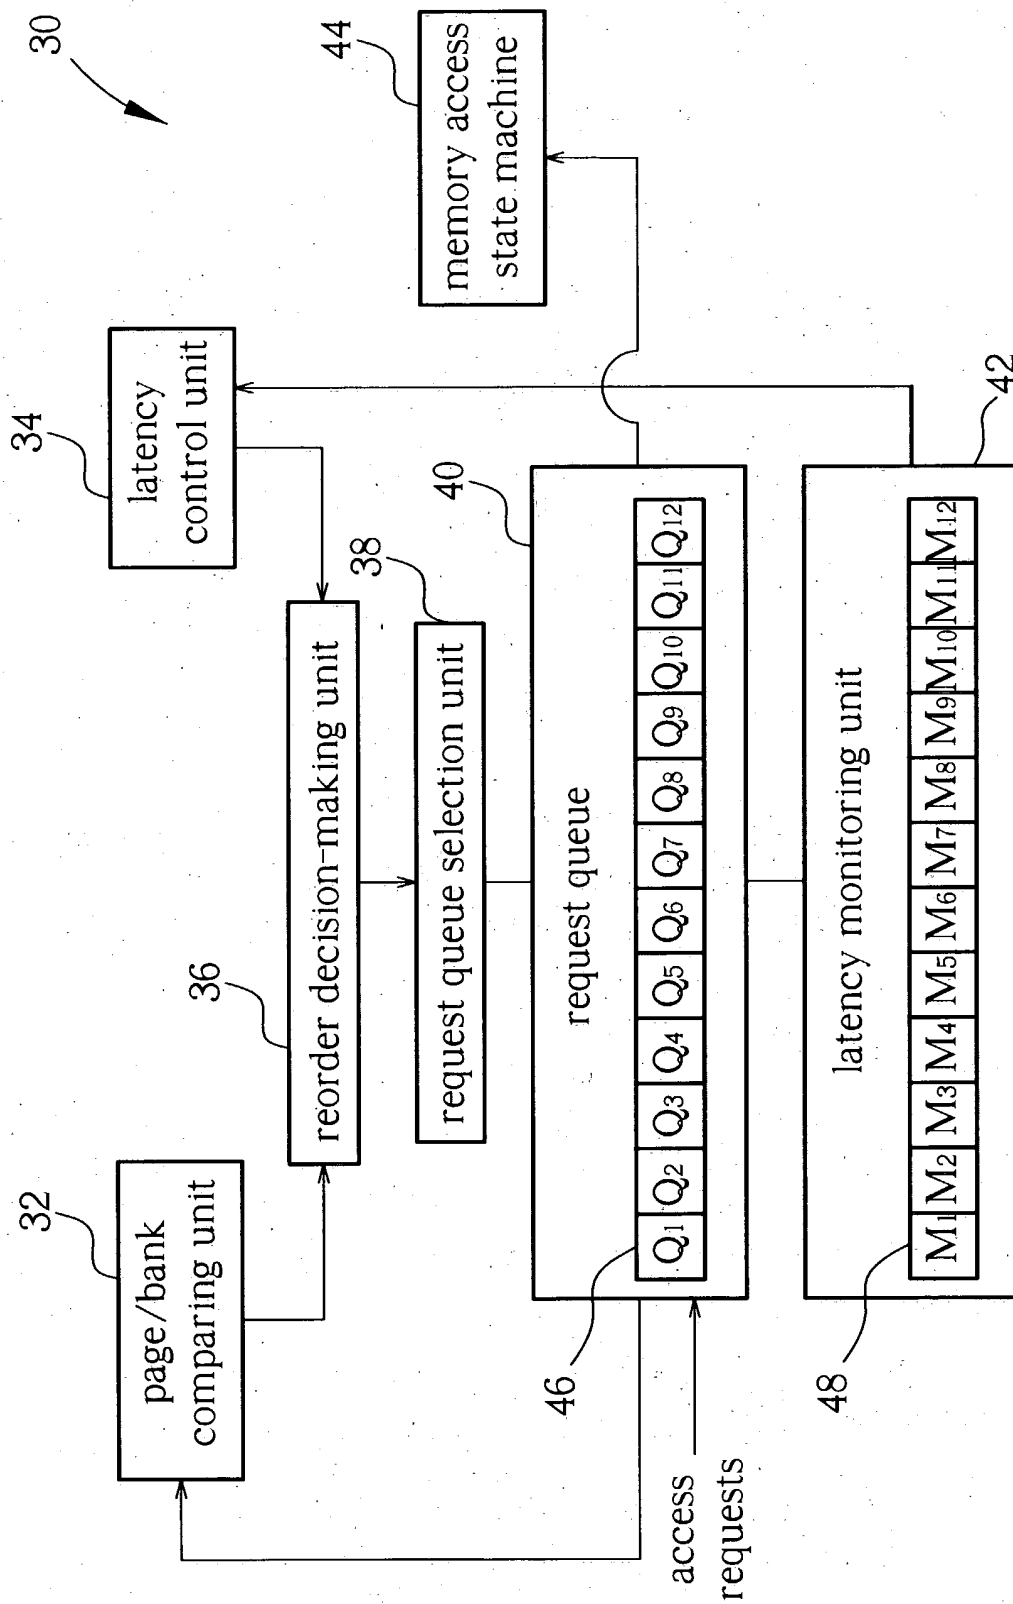 30
32
page/bank
comparing unit
34
latency
control unit
36
reorder decision-making unit
38
request queue selection unit
44
memory access
state machine
40
request queue
46
Q1 Q2 Q3 Q4 Q5 Q6 Q7 Q8 Q9 Q10 Q11 Q12
access
requests
42
latency monitoring unit
48
M1 M2 M3 M4 M5 M6 M7 M8 M9 M10 M11 M12